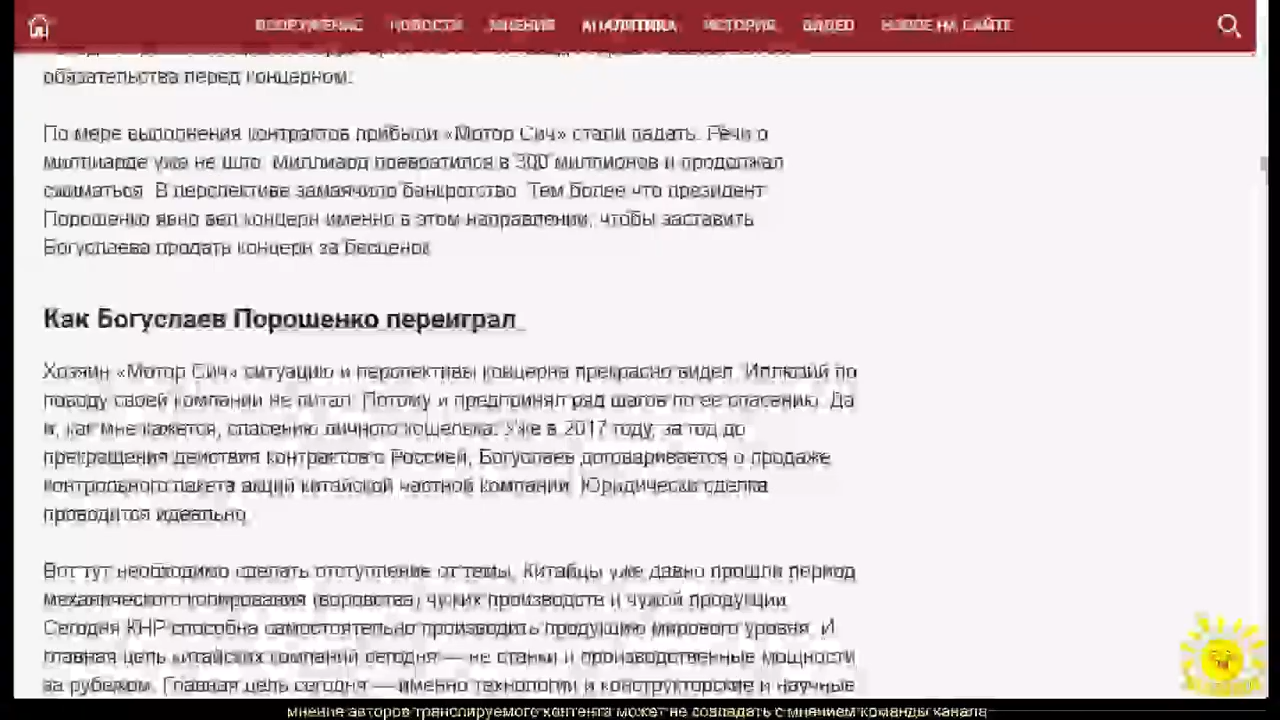 ВООРУЖЕНИЕ НОВОСТИ МНЕНИЯ АНАЛИТИКА ИСТОРИЯ ВИДЕО НОВОЕ НА САЙТЕ
обязательства перед концерном.
По мере выполнения контрактов прибыли «Мотор Сич» стали падать. Речи о
миллиарде уже не шло. Миллиард превратился в 300 миллионов и продолжал
сжиматься. В перспективе замаячило банкротство. Тем более что президент
Порошенко явно вел концерн именно в этом направлении, чтобы заставить
Богуслаева продать концерн за бесценок.
Как Богуслаев Порошенко переиграл
Хозяин «Мотор Сич» ситуацию и перспективы концерна прекрасно видел. Иллюзий по
поводу своей компании не питал. Потому и предпринял ряд шагов по ее спасению. Да
и, как мне кажется, спасению личного кошелька. Уже в 2017 году, за год до
прекращения действия контрактов с Россией, Богуслаев договаривается о продаже
контрольного пакета акций китайской частной компании. Юридически сделка
проводится идеально.
Вот тут необходимо сделать отступление от темы. Китайцы уже давно прошли период
механического копирования (воровства) чужих производств и чужой продукции.
Сегодня КНР способна самостоятельно производить продукцию мирового уровня. И
главная цель китайских компаний сегодня — не станки и производственные мощности
за рубежом. Главная цель сегодня — именно технологии и конструкторские и научные
мнение авторов транслируемого контента может не совпадать с мнением команды канала